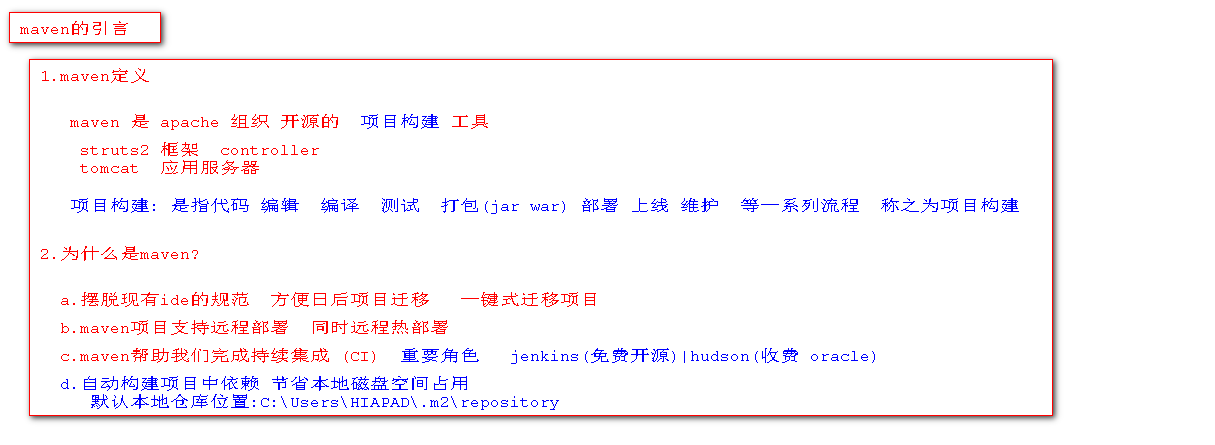 maven的引言
1.maven定义
maven 是 apache 组织 开源的 项目构建 工具
struts2 框架 controller
tomcat 应用服务器
项目构建: 是指代码 编辑 编译 测试 打包(jar war) 部署 上线 维护 等一系列流程 称之为项目构建
2.为什么是maven?
a.摆脱现有ide的规范 方便日后项目迁移 一键式迁移项目
b.maven项目支持远程部署 同时远程热部署
c.maven帮助我们完成持续集成 (CI) 重要角色 jenkins(免费开源)|hudson(收费 oracle)
d.自动构建项目中依赖 节省本地磁盘空间占用
默认本地仓库位置:C:\Users\HIAPAD\.m2\repository